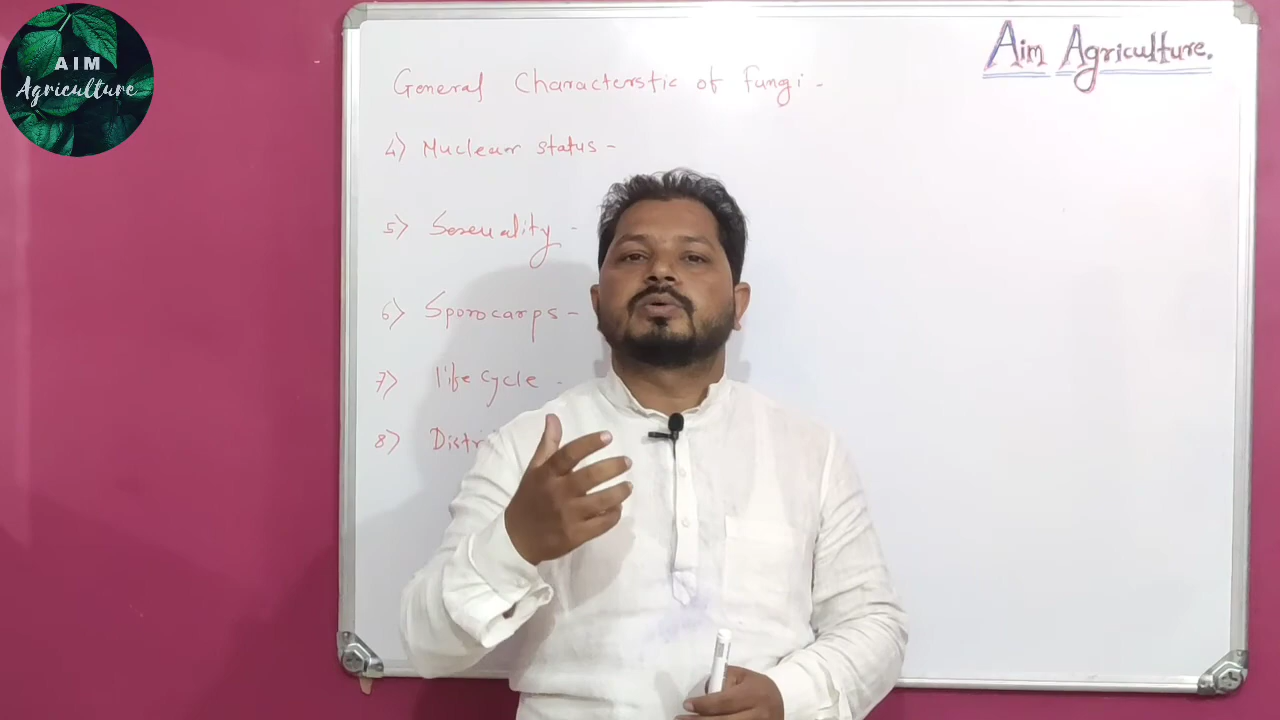 AIM
Agriculture
Aim Agriculture.
General Characterstic of fungi -
4) Nuclear status -
5) Sexuality -
6) Sporocarps -
7) life cycle -
8) Distri